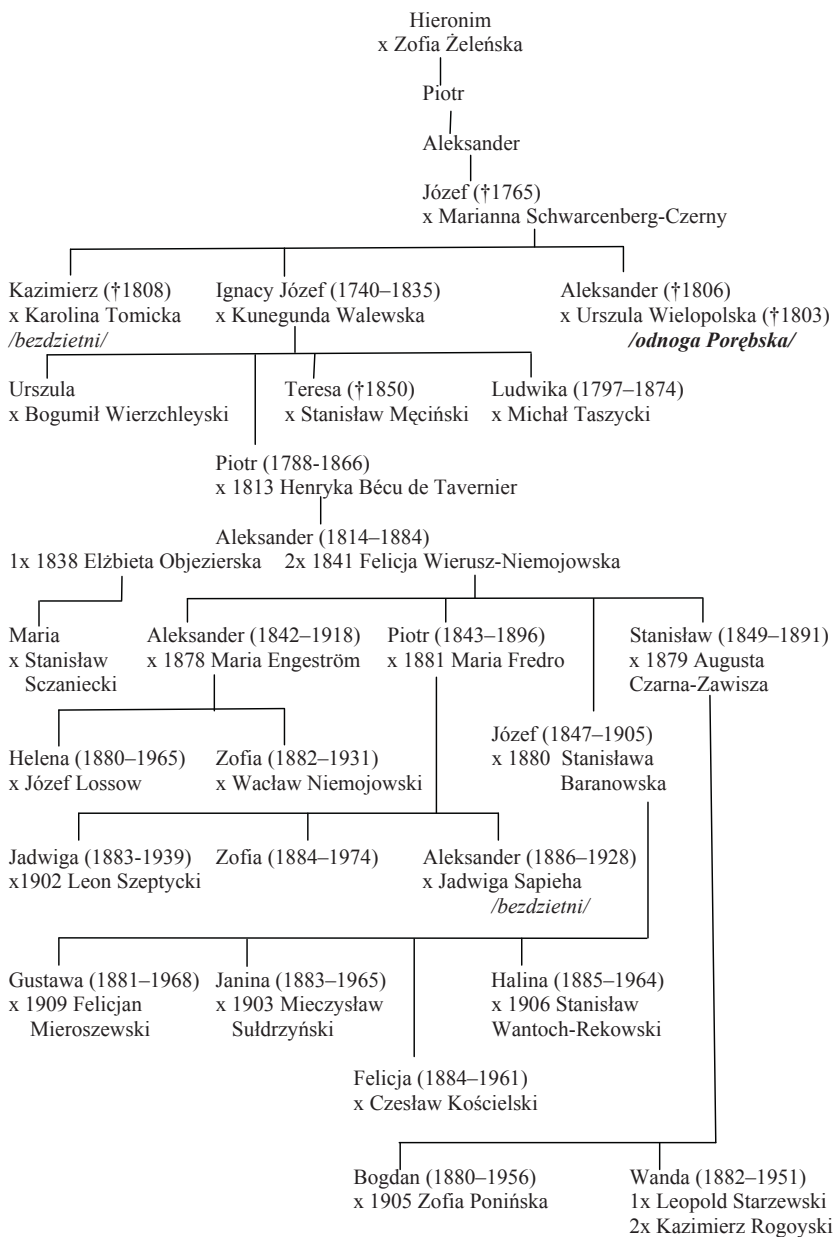 Hieronim
x Zofia Żeleńska
Piotr
Aleksander
Józef (†1765)
x Marianna Schwarcenberg-Czerny
Kazimierz (†1808)
x Karolina Tomicka
/bezdzietni/
Ignacy Józef (1740–1835)
x Kunegunda Walewska
Aleksander (†1806)
x Urszula Wielopolska (†1803)
/odnoga Porębska/
Urszula
x Bogumił Wierzchleyski
Teresa (†1850)
x Stanisław Męciński
Ludwika (1797–1874)
x Michał Taszycki
Piotr (1788-1866)
x 1813 Henryka Bécu de Tavernier
Aleksander (1814–1884)
1x 1838 Elżbieta Objezierska 2x 1841 Felicja Wierusz-Niemojowska
Maria
x Stanisław
Sczaniecki
Aleksander (1842–1918)
x 1878 Maria Engeström
Piotr (1843–1896)
x 1881 Maria Fredro
Stanisław (1849–1891)
x 1879 Augusta
Czarna-Zawisza
Józef (1847–1905)
x 1880 Stanisława
Baranowska
Helena (1880–1965)
x Józef Lossow
Zofia (1882–1931)
x Wacław Niemojowski
Jadwiga (1883-1939)
x1902 Leon Szeptycki
Zofia (1884–1974)
Aleksander (1886–1928)
x Jadwiga Sapieha
/bezdzietni/
Gustawa (1881–1968)
x 1909 Felicjan
Mieroszewski
Janina (1883–1965)
x 1903 Mieczysław
Sułdrzyński
Halina (1885–1964)
x 1906 Stanisław
Wantoch-Rekowski
Felicja (1884–1961)
x Czesław Kościelski
Bogdan (1880–1956)
x 1905 Zofia Ponińska
Wanda (1882–1951)
1x Leopold Starzewski
2x Kazimierz Rogoyski